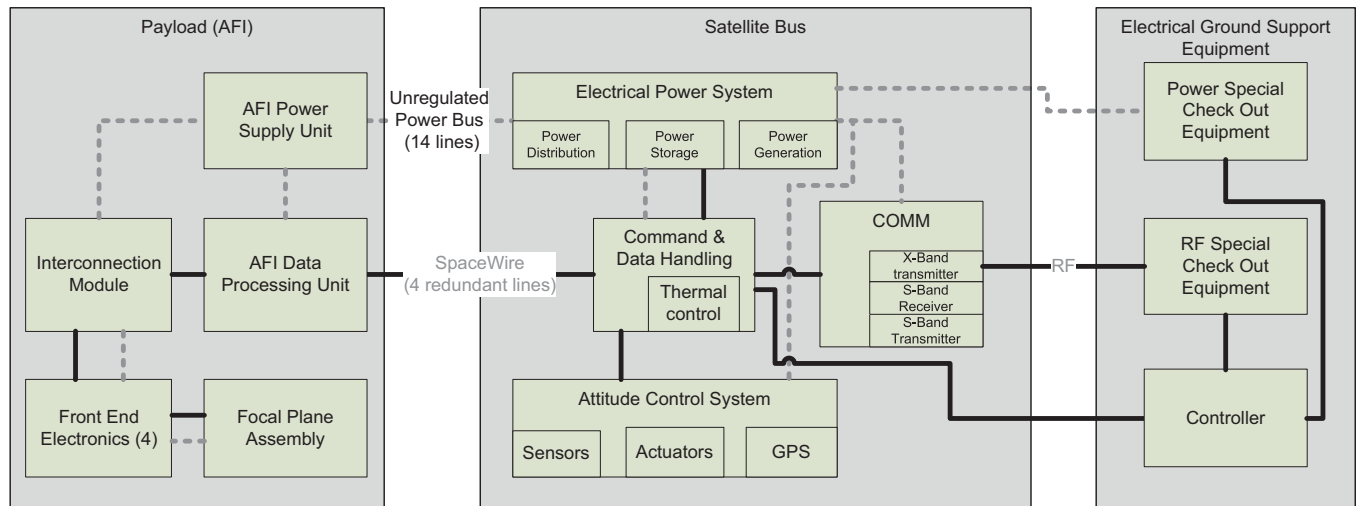 Payload (AFI)
AFI Power
Supply Unit
Interconnection
Module
AFI Data
Processing Unit
Front End
Electronics (4)
Focal Plane
Assembly
Unregulated
Power Bus
(14 lines)
SpaceWire
(4 redundant lines)
Satellite Bus
Electrical Power System
Power
Distribution
Power
Storage
Power
Generation
Command &
Data Handling
Thermal
control
COMM
X-Band
transmitter
S-Band
Receiver
S-Band
Transmitter
Attitude Control System
Sensors
Actuators
GPS
RF
Electrical Ground Support
Equipment
Power Special
Check Out
Equipment
RF Special
Check Out
Equipment
Controller